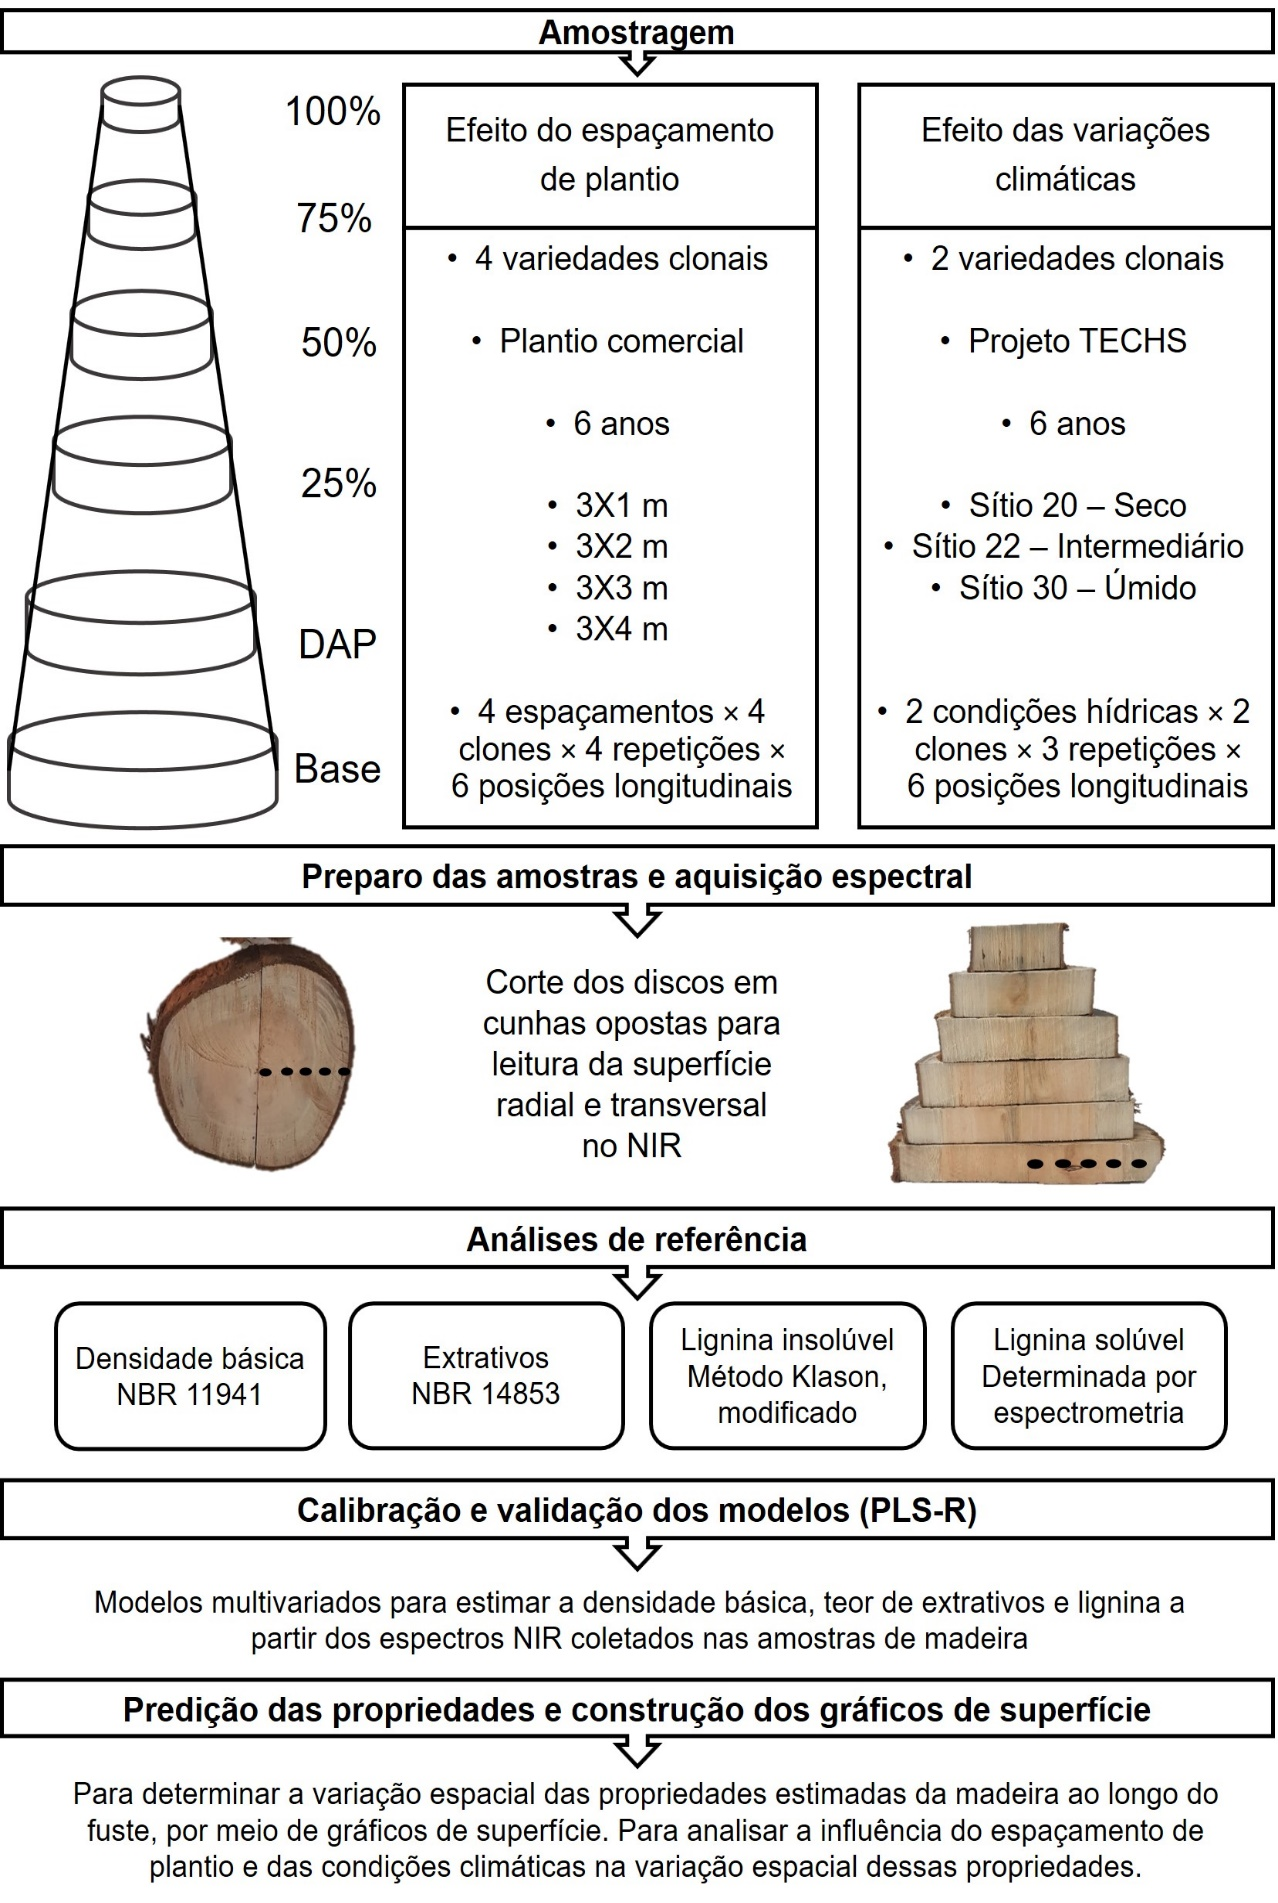 Amostragem
100%
75%
50%
25%
DAP
Base
Efeito do espaçamento
de plantio
• 4 variedades clonais
• Plantio comercial
• 6 anos
• 3X1 m
• 3X2 m
• 3X3 m
• 3X4 m
• 4 espaçamentos × 4
clones × 4 repetições ×
6 posições longitudinais
Efeito das variações
climáticas
• 2 variedades clonais
• Projeto TECHS
• 6 anos
• Sítio 20 – Seco
• Sítio 22 – Intermediário
• Sítio 30 – Úmido
• 2 condições hídricas × 2
clones × 3 repetições ×
6 posições longitudinais
Preparo das amostras e aquisição espectral
Corte dos discos em
cunhas opostas para
leitura da superfície
radial e transversal
no NIR
Análises de referência
Densidade básica
NBR 11941
Extrativos
NBR 14853
Lignina insolúvel
Método Klason,
modificado
Lignina solúvel
Determinada por
espectrometria
Calibração e validação dos modelos (PLS-R)
Modelos multivariados para estimar a densidade básica, teor de extrativos e lignina a
partir dos espectros NIR coletados nas amostras de madeira
Predição das propriedades e construção dos gráficos de superfície
Para determinar a variação espacial das propriedades estimadas da madeira ao longo do
fuste, por meio de gráficos de superfície. Para analisar a influência do espaçamento de
plantio e das condições climáticas na variação espacial dessas propriedades.